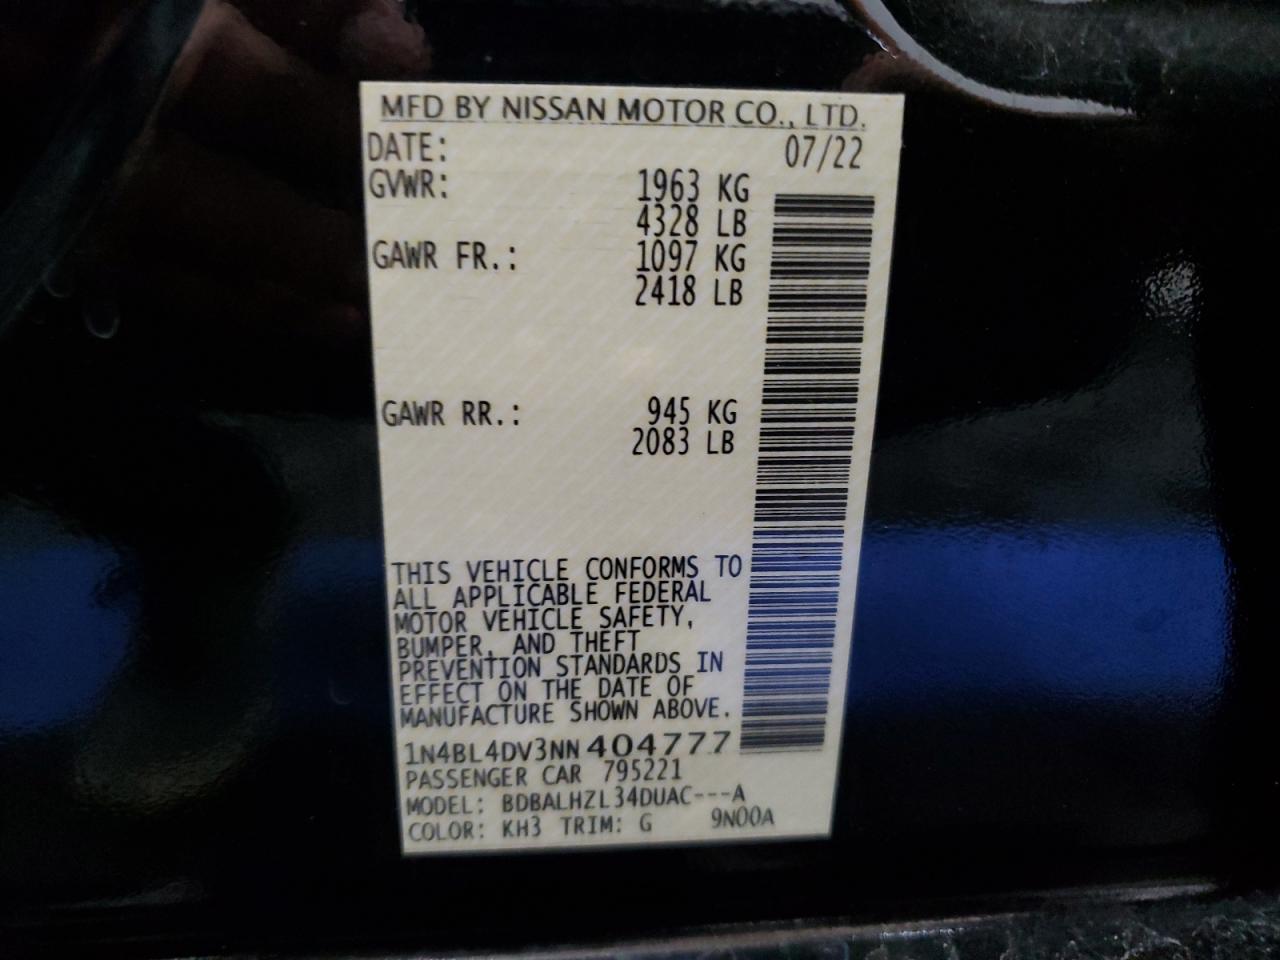 MFD BY NISSAN MOTOR CO., LTD.
DATE: 07/22
GVWR: 1963 KG
4328 LB
GAWR FR.: 1097 KG
2418 LB
GAWR RR.: 945 KG
2083 LB
THIS VEHICLE CONFORMS TO
ALL APPLICABLE FEDERAL
MOTOR VEHICLE SAFETY,
BUMPER, AND THEFT
PREVENTION STANDARDS IN
EFFECT ON THE DATE OF
MANUFACTURE SHOWN ABOVE.
1N4BL4DV3NN404777
PASSENGER CAR 795221
MODEL: BDBALHZL34DUAC---A
COLOR: KH3 TRIM: G 9N00A